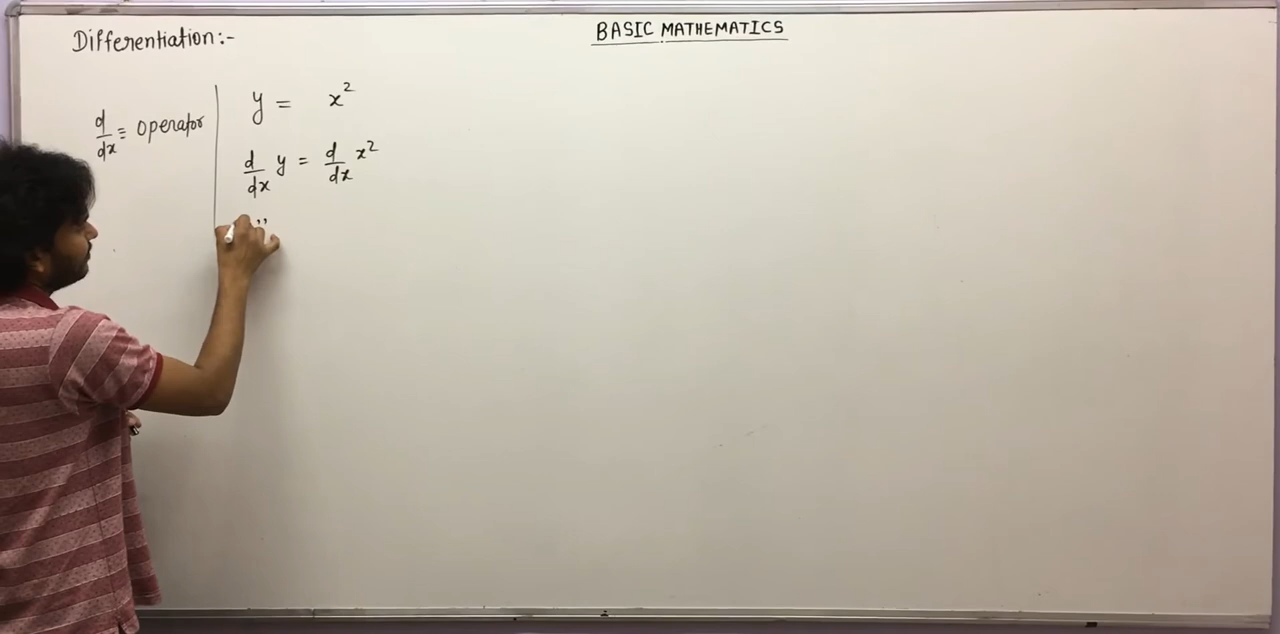 BASIC MATHEMATICS
Differentiation:-
d/dx ≡ operator
y = x²
d/dx y = d/dx x²
"